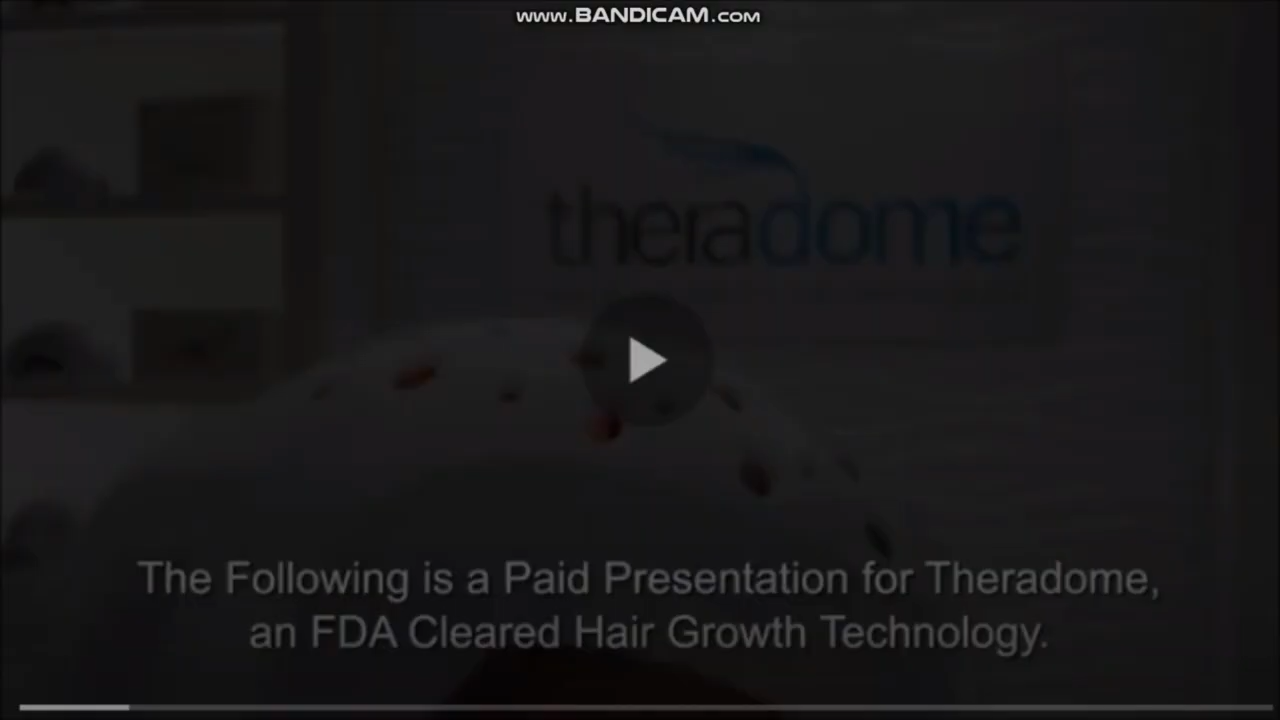 www.BANDICAM.com
theradome
The Following is a Paid Presentation for Theradome,
an FDA Cleared Hair Growth Technology.